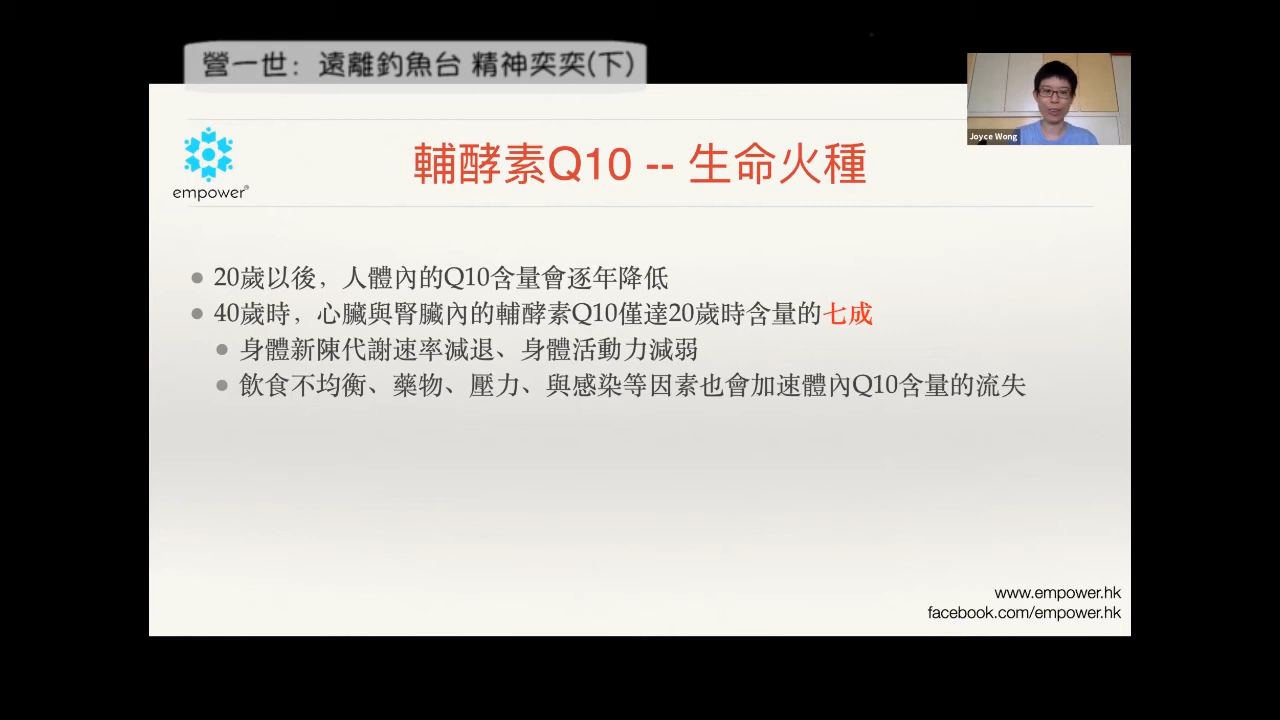 營一世：遠離釣魚台 精神奕奕(下)
Joyce Wong
empower®
輔酵素Q10 -- 生命火種
20歲以後，人體內的Q10含量會逐年降低
40歲時，心臟與腎臟內的輔酵素Q10僅達20歲時含量的七成
身體新陳代謝速率減退、身體活動力減弱
飲食不均衡、藥物、壓力、與感染等因素也會加速體內Q10含量的流失
www.empower.hk
facebook.com/empower.hk